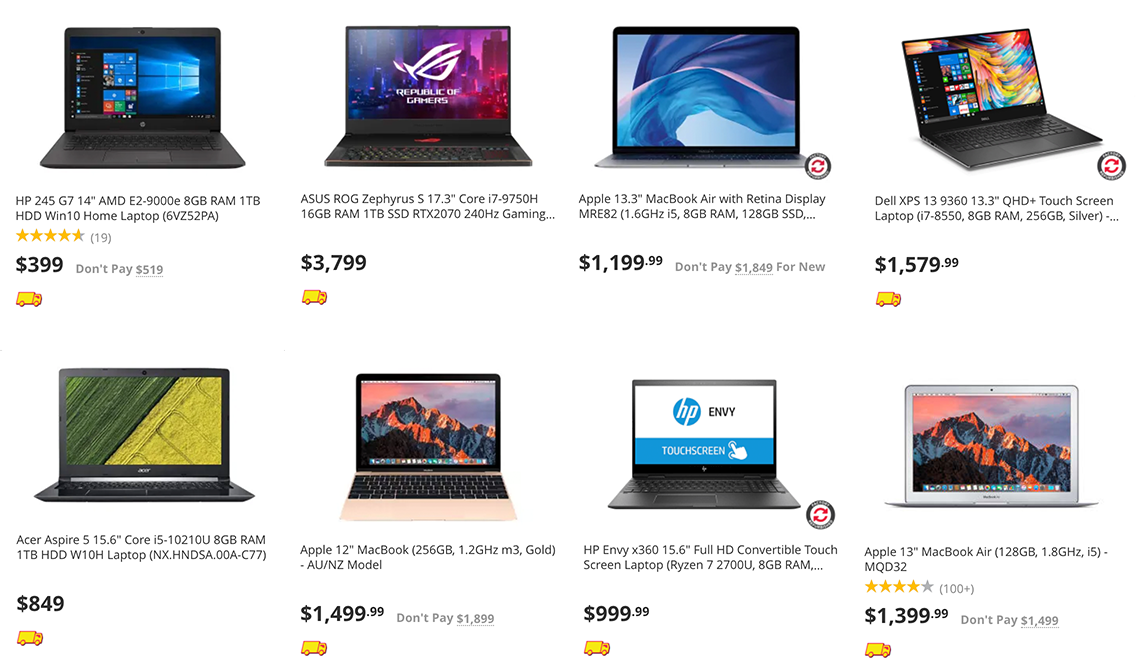 REPUBLIC OF
GAMERS
HP 245 G7 14" AMD E2-9000e 8GB RAM 1TB
HDD Win10 Home Laptop (6VZ52PA)
(19)
$399 Don't Pay $519
ASUS ROG Zephyrus S 17.3" Core i7-9750H
16GB RAM 1TB SSD RTX2070 240Hz Gaming...
$3,799
Apple 13.3" MacBook Air with Retina Display
MRE82 (1.6GHz i5, 8GB RAM, 128GB SSD,...
$1,199.99 Don't Pay $1,849 For New
Dell XPS 13 9360 13.3" QHD+ Touch Screen
Laptop (i7-8550, 8GB RAM, 256GB, Silver) -...
$1,579.99
acer
Acer Aspire 5 15.6" Core i5-10210U 8GB RAM
1TB HDD W10H Laptop (NX.HNDSA.00A-C77)
$849
Apple 12" MacBook (256GB, 1.2GHz m3, Gold)
- AU/NZ Model
$1,499.99 Don't Pay $1,899
hp ENVY
TOUCHSCREEN
HP Envy x360 15.6" Full HD Convertible Touch
Screen Laptop (Ryzen 7 2700U, 8GB RAM,...
$999.99
Apple 13" MacBook Air (128GB, 1.8GHz, i5) -
MQD32
(100+)
$1,399.99 Don't Pay $1,499